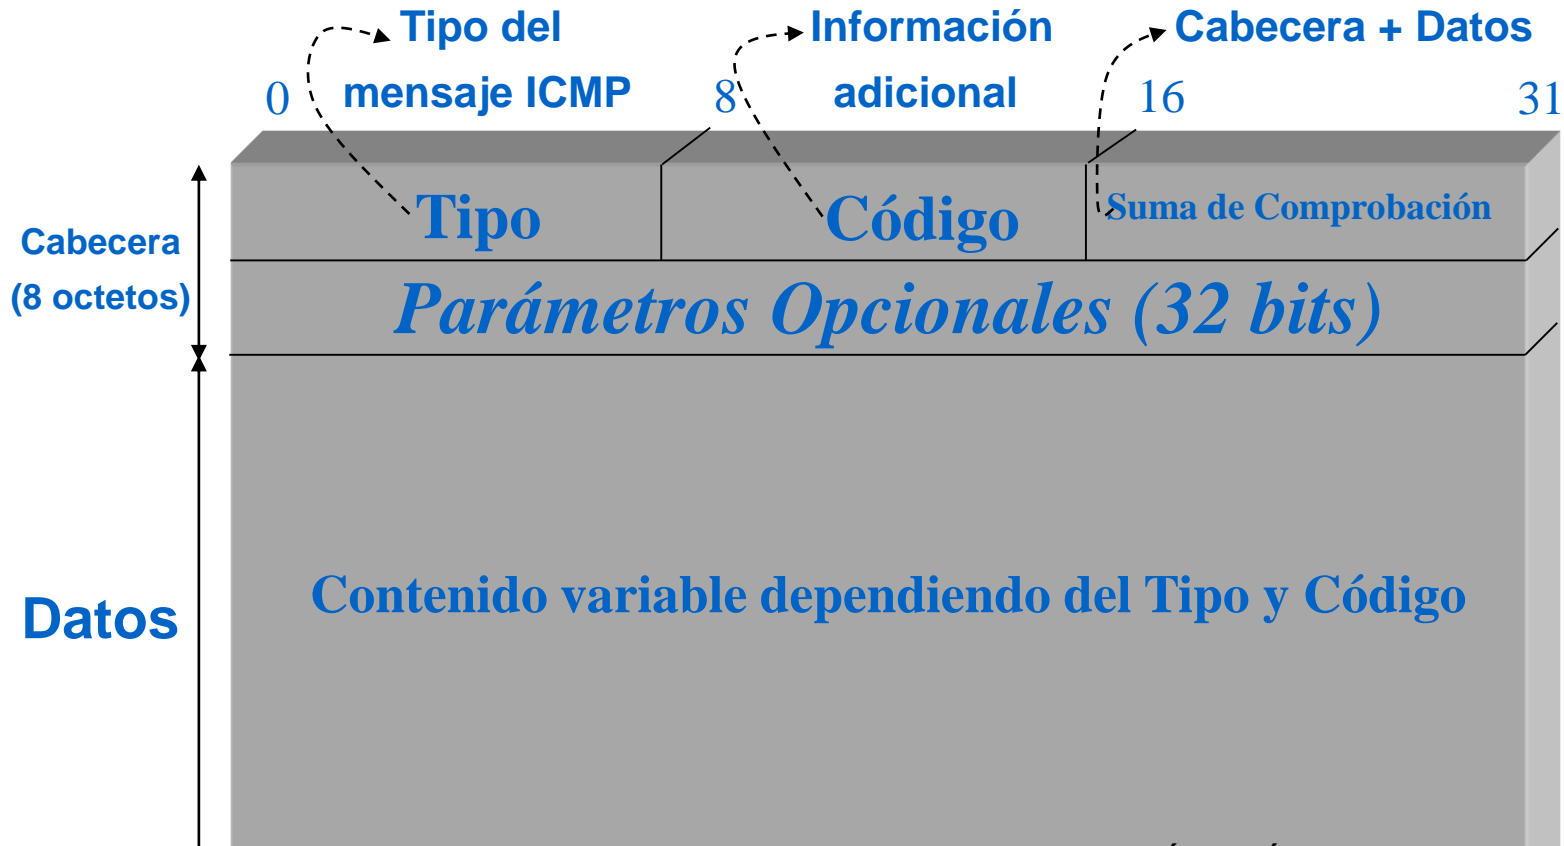 Tipo del
mensaje ICMP
Información
adicional
Cabecera + Datos
0
8
16
31
Tipo
Código
Suma de Comprobación
Cabecera
(8 octetos)
Parámetros Opcionales (32 bits)
Datos
Contenido variable dependiendo del Tipo y Código